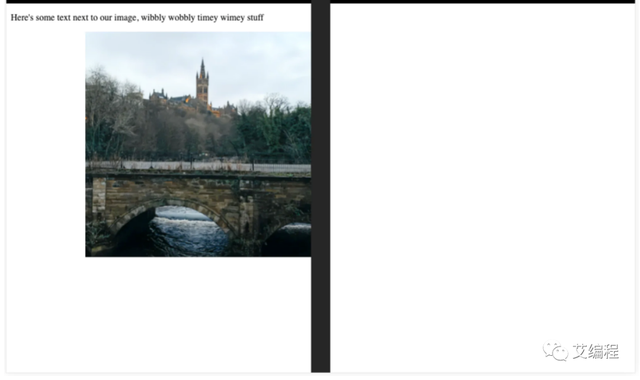 Here's some text next to our image, wibbly wobbly timey wimey stuff
艾编程